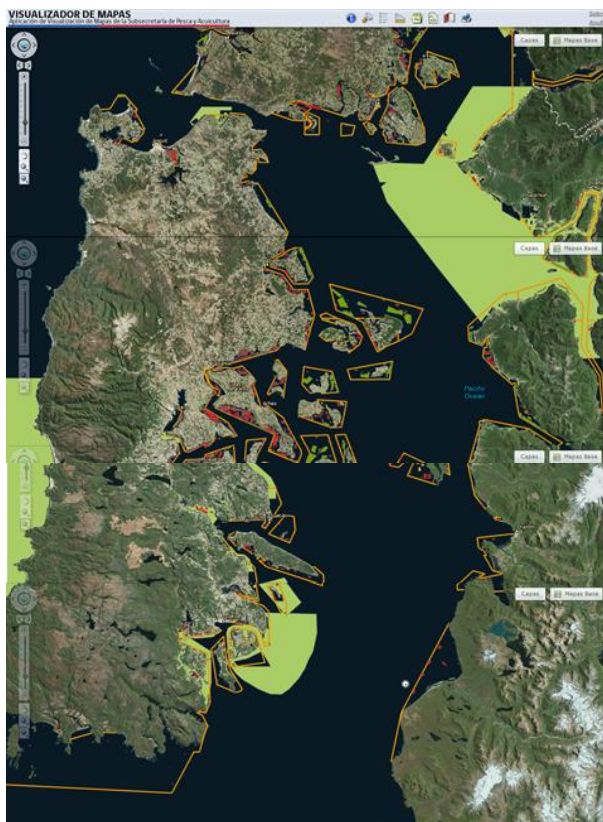 VISUALIZADOR DE MAPAS
Aplicación de Visualización de Mapas de la Subsecretaría de Pesca y Acuicultura
Capas
Mapas Base
Capas
Mapas Base
Pacific
Ocean
Capas
Mapas Base
Capas
Mapas Base